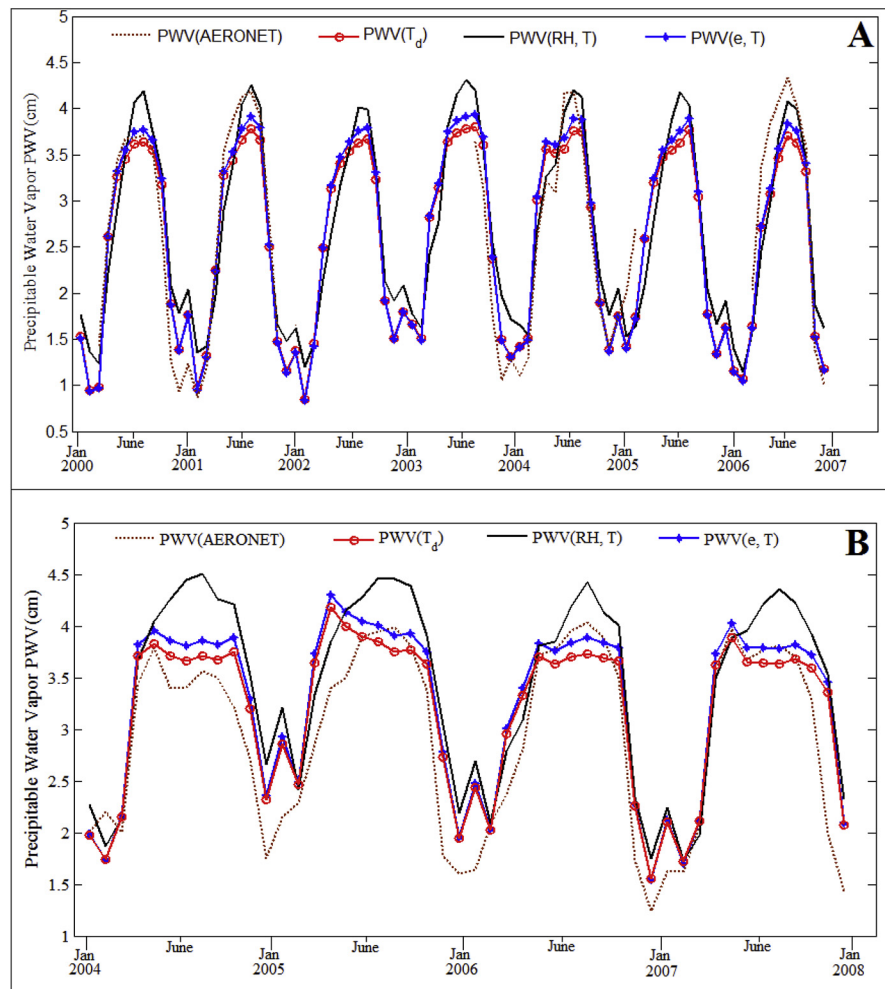 A
PWV(AERONET) PWV(Td) PWV(RH, T) PWV(e, T)
Precipitable Water Vapor PWV(cm)
5
4.5
4
3.5
3
2.5
2
1.5
1
0.5
Jan 2000 June Jan 2001 June Jan 2002 June Jan 2003 June Jan 2004 June Jan 2005 June Jan 2006 June Jan 2007
B
PWV(AERONET) PWV(Td) PWV(RH, T) PWV(e, T)
Precipitable Water Vapor PWV(cm)
5
4.5
4
3.5
3
2.5
2
1.5
1
Jan 2004 June Jan 2005 June Jan 2006 June Jan 2007 June Jan 2008